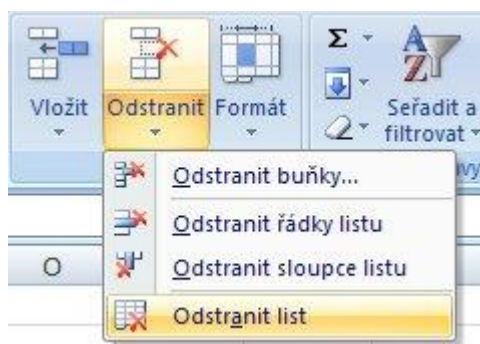 Vložit Odstranit Formát
Σ
A
Z
Seřadit a
filtrovat
Odstranit buňky...
Odstranit řádky listu
Odstranit sloupce listu
Odstranit list
O